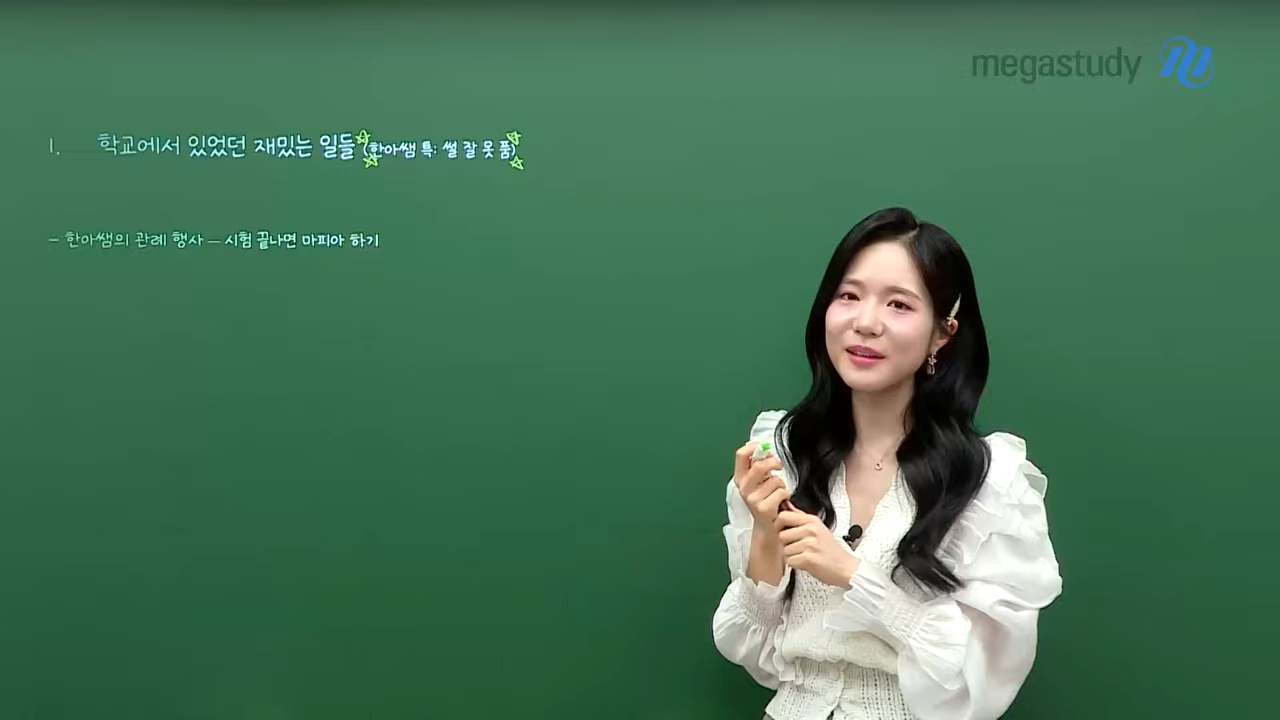 megastudy
1. 학교에서 있었던 재밌는 일들 (한아쌤 특: 썰 잘 못 품)
- 한아쌤의 관례 행사 – 시험 끝나면 마피아 하기